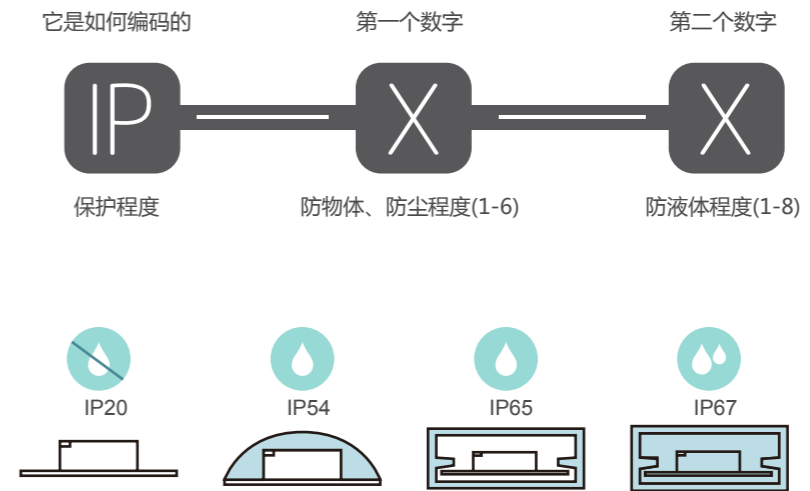 它是如何编码的 第一个数字 第二个数字
IP X X
保护程度 防物体、防尘程度(1-6) 防液体程度(1-8)
IP20 IP54 IP65 IP67